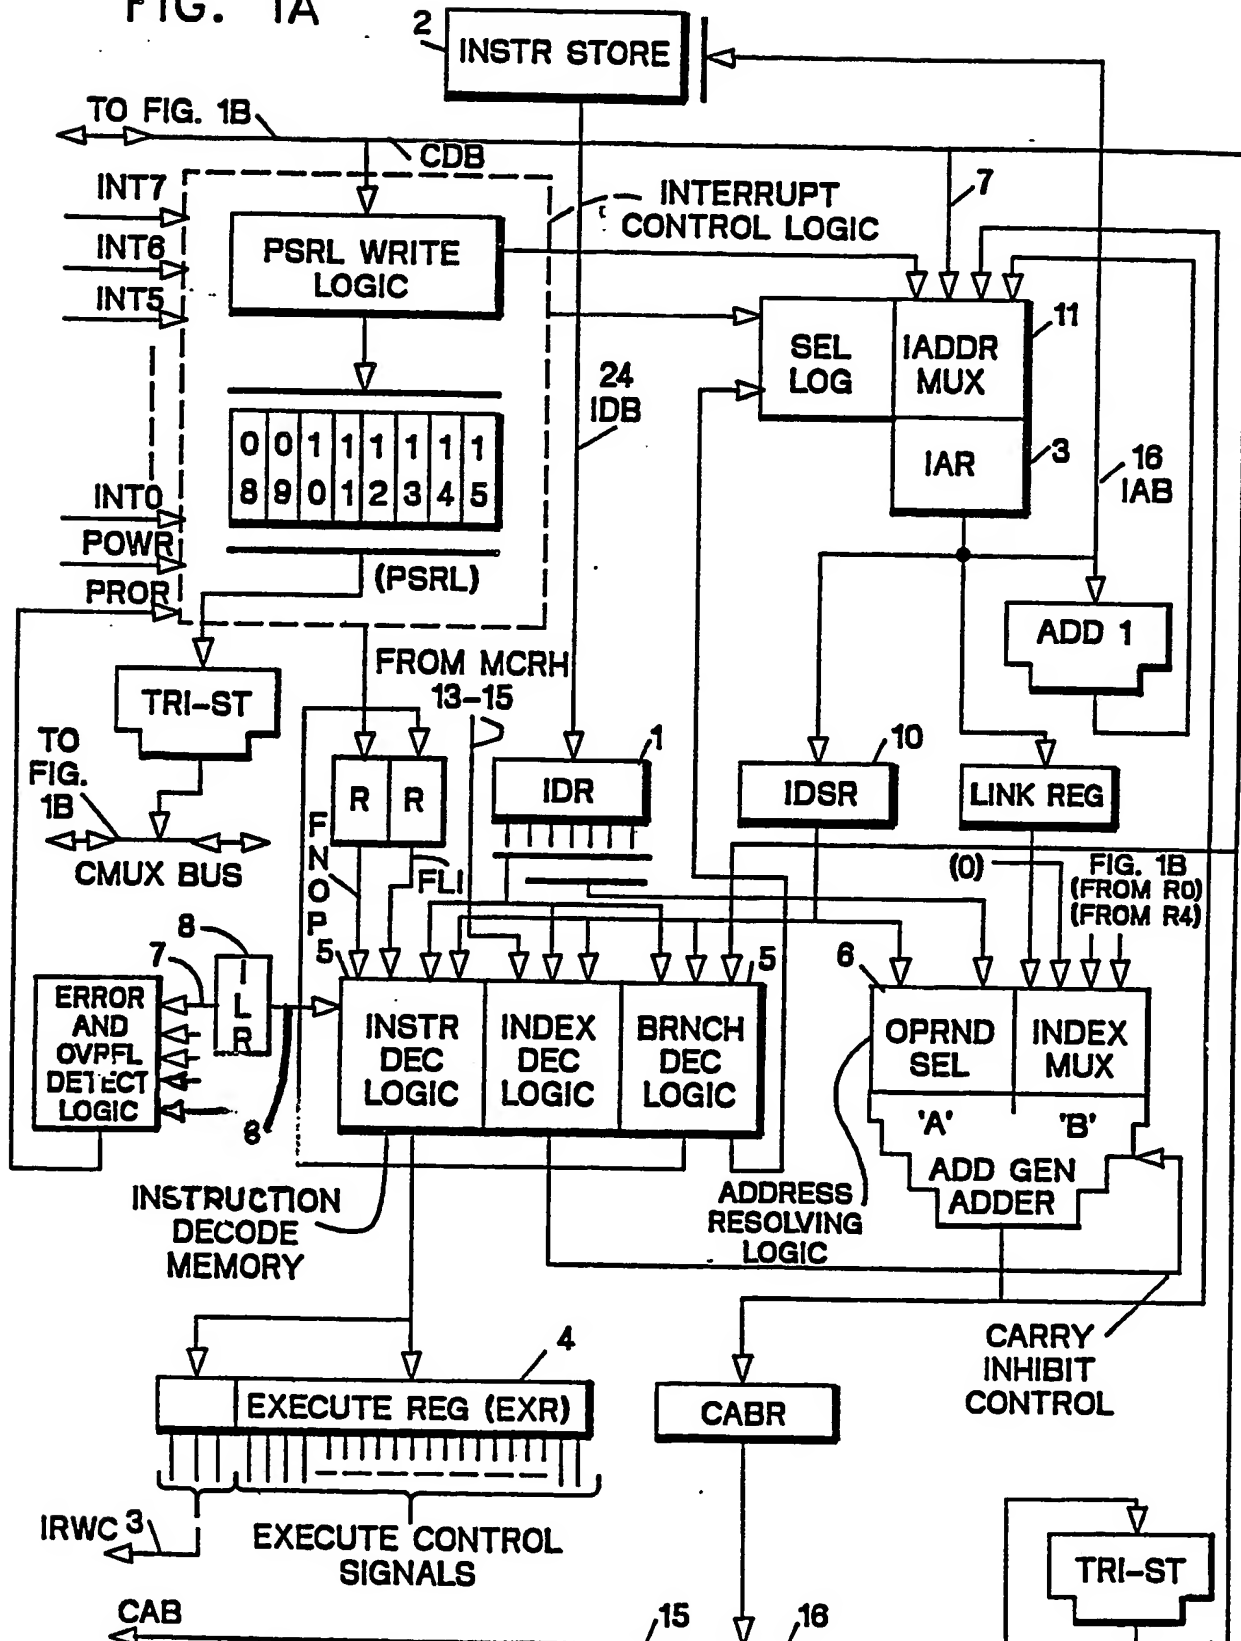 FIG. 1A
2
INSTR STORE
TO FIG. 1B
CDB
INT7
INT6
INT5
INT0
POWR
PROR
INTERRUPT
CONTROL LOGIC
7
PSRL WRITE
LOGIC
SEL
LOG
IADDR
MUX
11
IAR
3
24
IDB
16
IAB
0 0 1 1 1 1 1 1
8 9 0 1 2 3 4 5
(PSRL)
ADD 1
FROM MCRH
13-15
TRI-ST
TO
FIG.
1B
CMUX BUS
R R
FNOP
FLI
1
IDR
10
IDSR
LINK REG
(0)
FIG. 1B
(FROM R0)
(FROM R4)
8
7
ILR
ERROR
AND
OVRFL
DETECT
LOGIC
6
5
INSTR
DEC
LOGIC
INDEX
DEC
LOGIC
BRNCH
DEC
LOGIC
5
6
OPRND
SEL
INDEX
MUX
'A' 'B'
ADD GEN
ADDER
INSTRUCTION
DECODE
MEMORY
ADDRESS
RESOLVING
LOGIC
CARRY
INHIBIT
CONTROL
4
EXECUTE REG (EXR)
CABR
IRWC 3
EXECUTE CONTROL
SIGNALS
TRI-ST
CAB
15
16